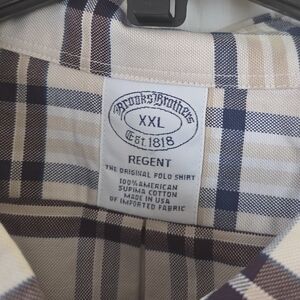 Brooks Brothers
XXL
Est. 1818
REGENT
THE ORIGINAL POLO SHIRT
100% AMERICAN
SUPIMA COTTON
MADE IN USA
OF IMPORTED FABRIC